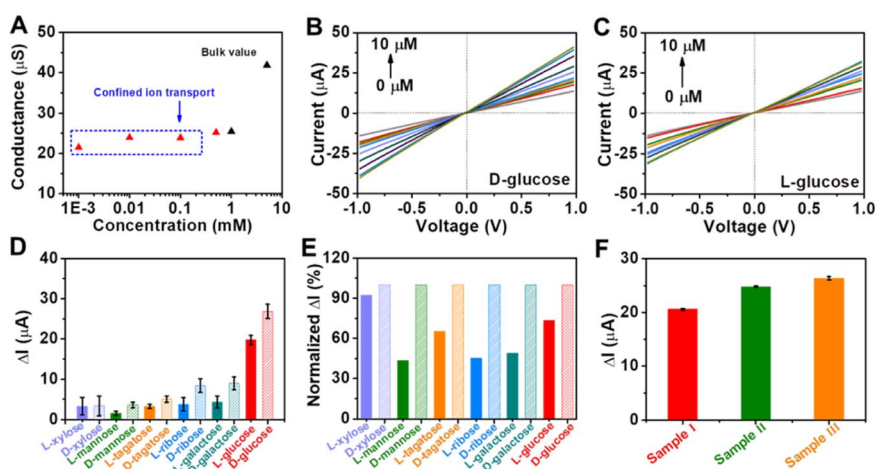 A
Conductance (μS)
50
40
30
20
10
Bulk value
Confined ion transport
1E-3
0.01
0.1
1
10
Concentration (mM)
B
Current (μA)
50
25
0
-25
-50
10 μM
0 μM
D-glucose
-1.0
-0.5
0.0
0.5
1.0
Voltage (V)
C
Current (μA)
50
25
0
-25
-50
10 μM
0 μM
L-glucose
-1.0
-0.5
0.0
0.5
1.0
Voltage (V)
D
ΔI (μA)
40
30
20
10
0
L-xylose
D-xylose
L-mannose
D-mannose
L-tagatose
D-tagatose
L-ribose
D-ribose
L-galactose
D-galactose
L-glucose
D-glucose
E
Normalized ΔI (%)
120
90
60
30
0
L-xylose
D-xylose
L-mannose
D-mannose
L-tagatose
D-tagatose
L-ribose
D-ribose
L-galactose
D-galactose
L-glucose
D-glucose
F
ΔI (μA)
30
20
10
0
Sample I
Sample II
Sample III